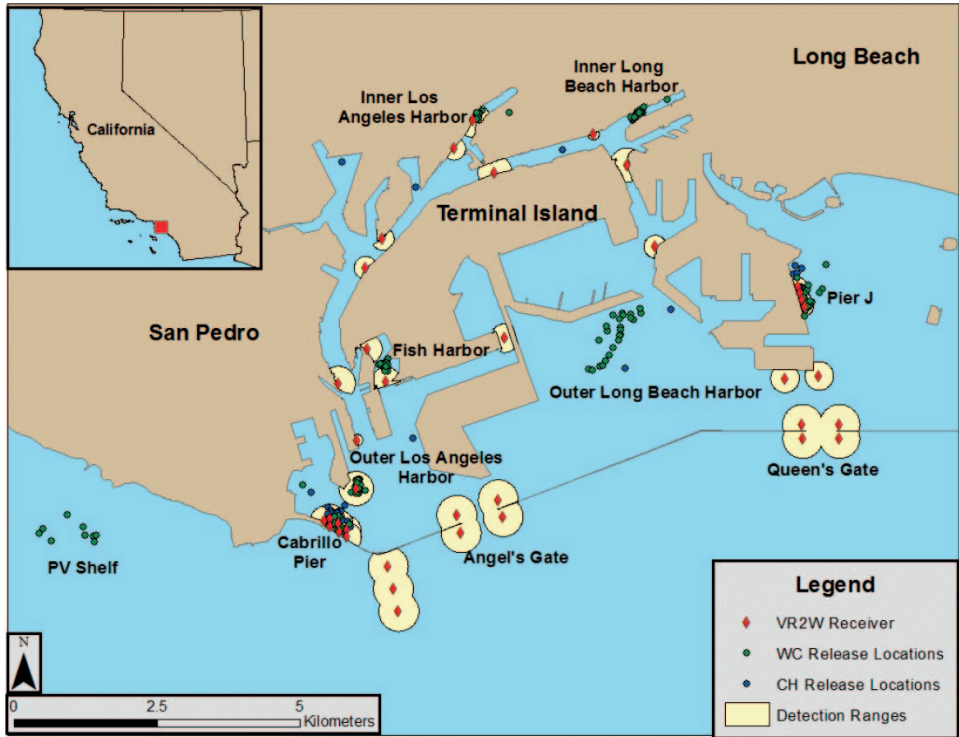 California
Long Beach
Inner Long
Beach Harbor
Inner Los
Angeles Harbor
Terminal Island
Pier J
San Pedro
Fish Harbor
Outer Long Beach Harbor
Outer Los Angeles
Harbor
Queen's Gate
Cabrillo
Pier
Angel's Gate
PV Shelf
Legend
VR2W Receiver
WC Release Locations
CH Release Locations
Detection Ranges
N
0 2.5 5
Kilometers